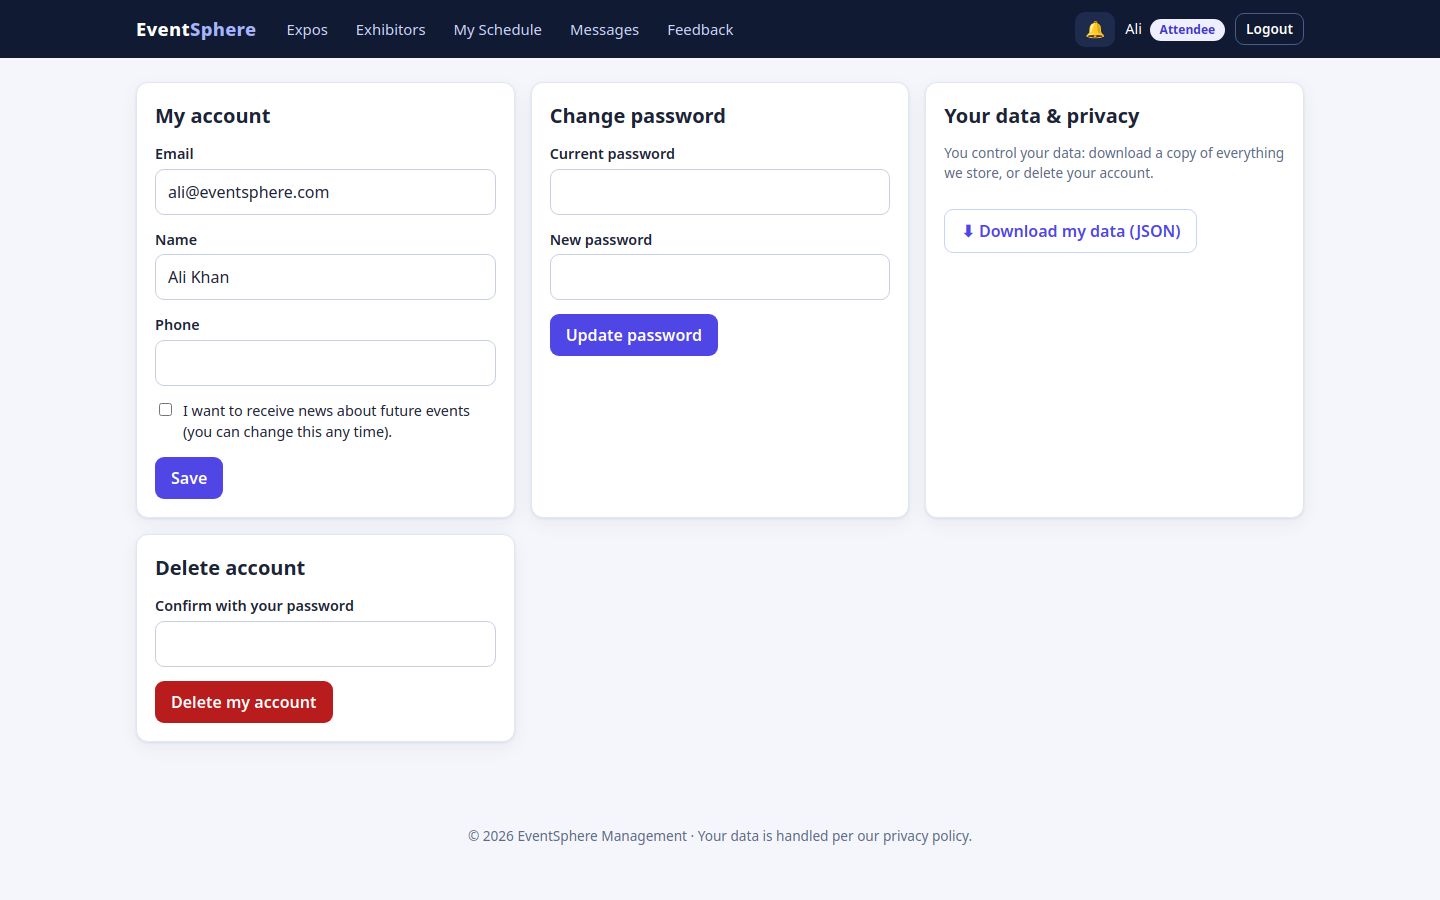 EventSphere Expos Exhibitors My Schedule Messages Feedback Ali Attendee Logout
My account
Email
ali@eventsphere.com
Name
Ali Khan
Phone
I want to receive news about future events
(you can change this any time).
Save
Change password
Current password
New password
Update password
Your data & privacy
You control your data: download a copy of everything
we store, or delete your account.
⬇ Download my data (JSON)
Delete account
Confirm with your password
Delete my account
© 2026 EventSphere Management · Your data is handled per our privacy policy.